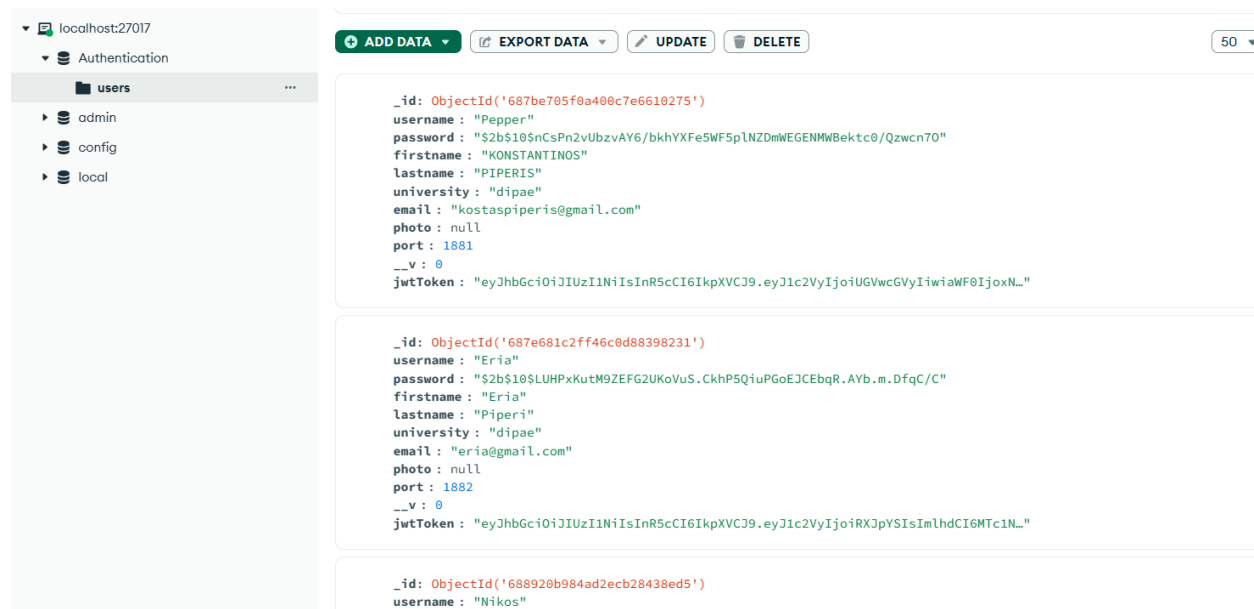 localhost:27017
Authentication
users
admin
config
local
ADD DATA EXPORT DATA UPDATE DELETE 50
_id: ObjectId('687be705f0a400c7e6610275')
username : "Pepper"
password : "$2b$10$nCsPn2vUbzvAY6/bkhYXFe5WF5plNZDmWEGENMWBektc0/Qzwcn7O"
firstname : "KONSTANTINOS"
lastname : "PIPERIS"
university : "dipae"
email : "kostaspiperis@gmail.com"
photo : null
port : 1881
__v : 0
jwtToken : "eyJhbGciOiJIUzI1NiIsInR5cCI6IkpXVCJ9.eyJ1c2VyIjoiUGVwcGVyIiwiaWF0IjoxN…"
_id: ObjectId('687e681c2ff46c0d88398231')
username : "Eria"
password : "$2b$10$LUHPxKutM9ZEFG2UKoVuS.CkhP5QiuPGoEJCEbqR.AYb.m.DfqC/C"
firstname : "Eria"
lastname : "Piperi"
university : "dipae"
email : "eria@gmail.com"
photo : null
port : 1882
__v : 0
jwtToken : "eyJhbGciOiJIUzI1NiIsInR5cCI6IkpXVCJ9.eyJ1c2VyIjoiRXJpYSIsImlhdCI6MTc1N…"
_id: ObjectId('688920b984ad2ecb28438ed5')
username : "Nikos"